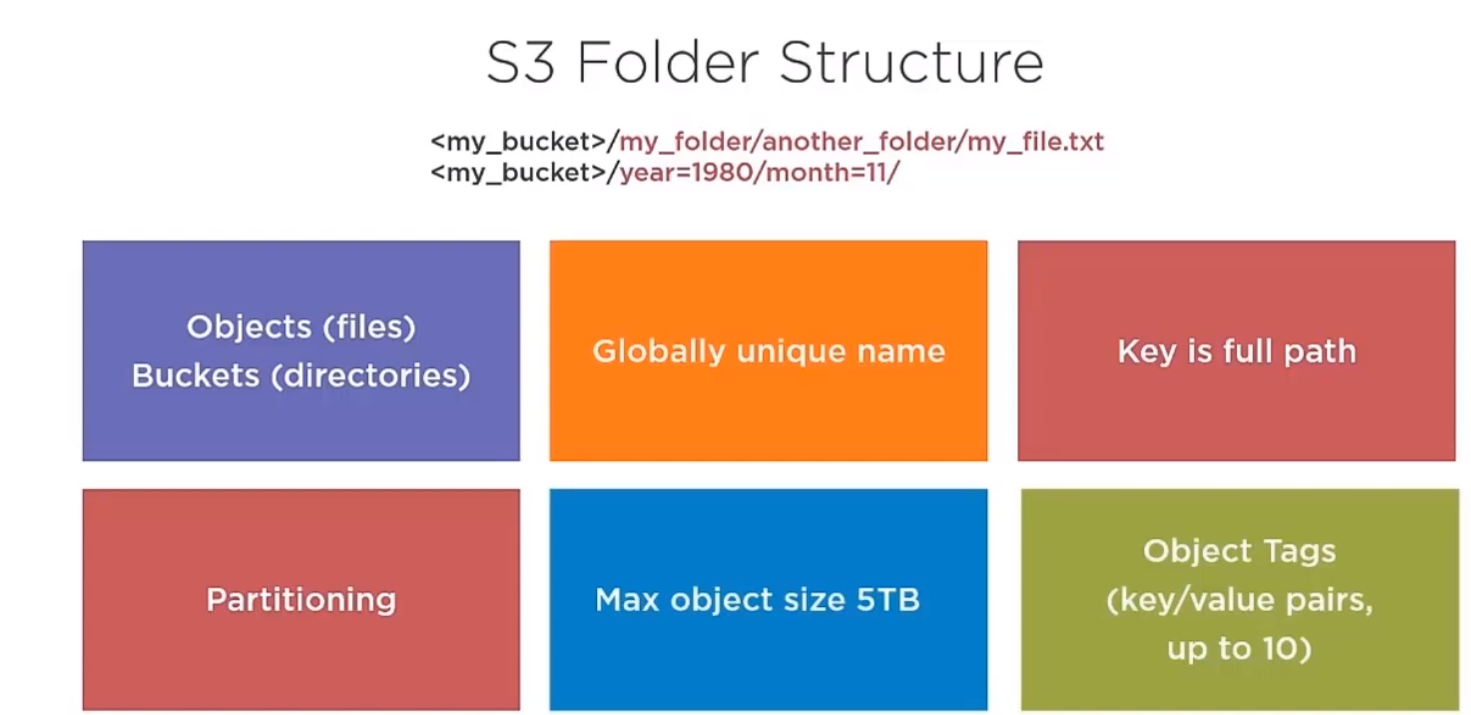 S3 Folder Structure
<my_bucket>/my_folder/another_folder/my_file.txt
<my_bucket>/year=1980/month=11/
Objects (files)
Buckets (directories)
Globally unique name
Key is full path
Partitioning
Max object size 5TB
Object Tags
(key/value pairs,
up to 10)